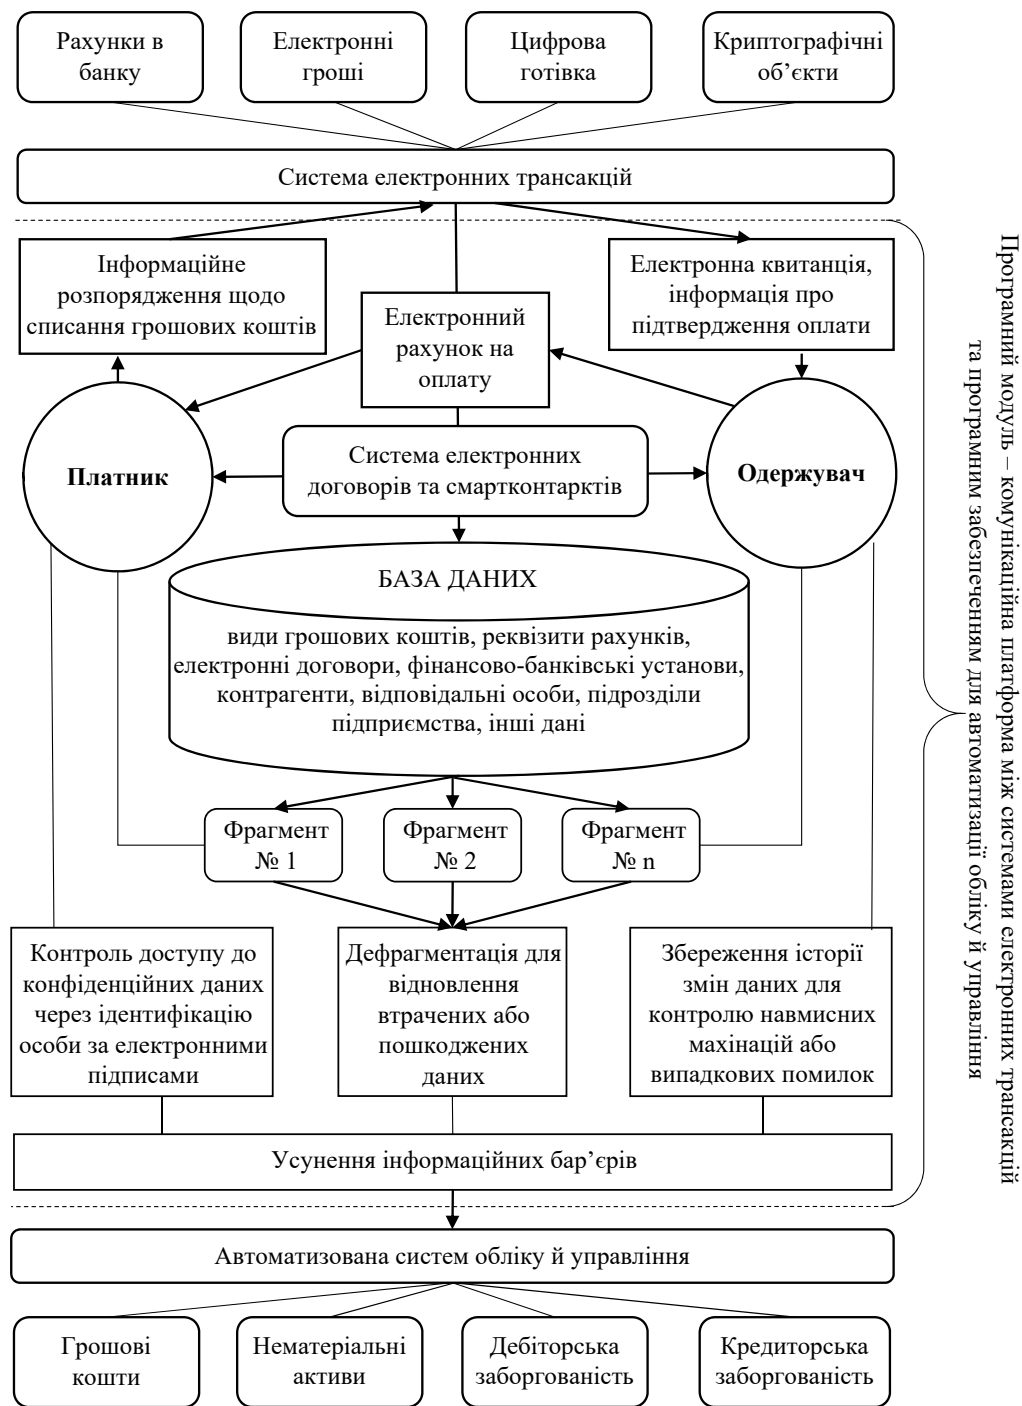 Рахунки в
банку
Електронні
гроші
Цифрова
готівка
Криптографічні
об’єкти
Система електронних трансакцій
Інформаційне
розпорядження щодо
списання грошових коштів
Електронний
рахунок на
оплату
Електронна квитанція,
інформація про
підтвердження оплати
Платник
Система електронних
договорів та смартконтарктів
Одержувач
БАЗА ДАНИХ
види грошових коштів, реквізити рахунків,
електронні договори, фінансово-банківські установи,
контрагенти, відповідальні особи, підрозділи
підприємства, інші дані
Фрагмент
№ 1
Фрагмент
№ 2
Фрагмент
№ n
Контроль доступу до
конфіденційних даних
через ідентифікацію
особи за електронними
підписами
Дефрагментація для
відновлення
втрачених або
пошкоджених
даних
Збереження історії
змін даних для
контролю навмисних
махінацій або
випадкових помилок
Усунення інформаційних бар’єрів
Автоматизована систем обліку й управління
Грошові
кошти
Нематеріальні
активи
Дебіторська
заборгованість
Кредиторська
заборгованість
Програмний модуль – комунікаційна платформа між системами електронних трансакцій
та програмним забезпеченням для автоматизації обліку й управління